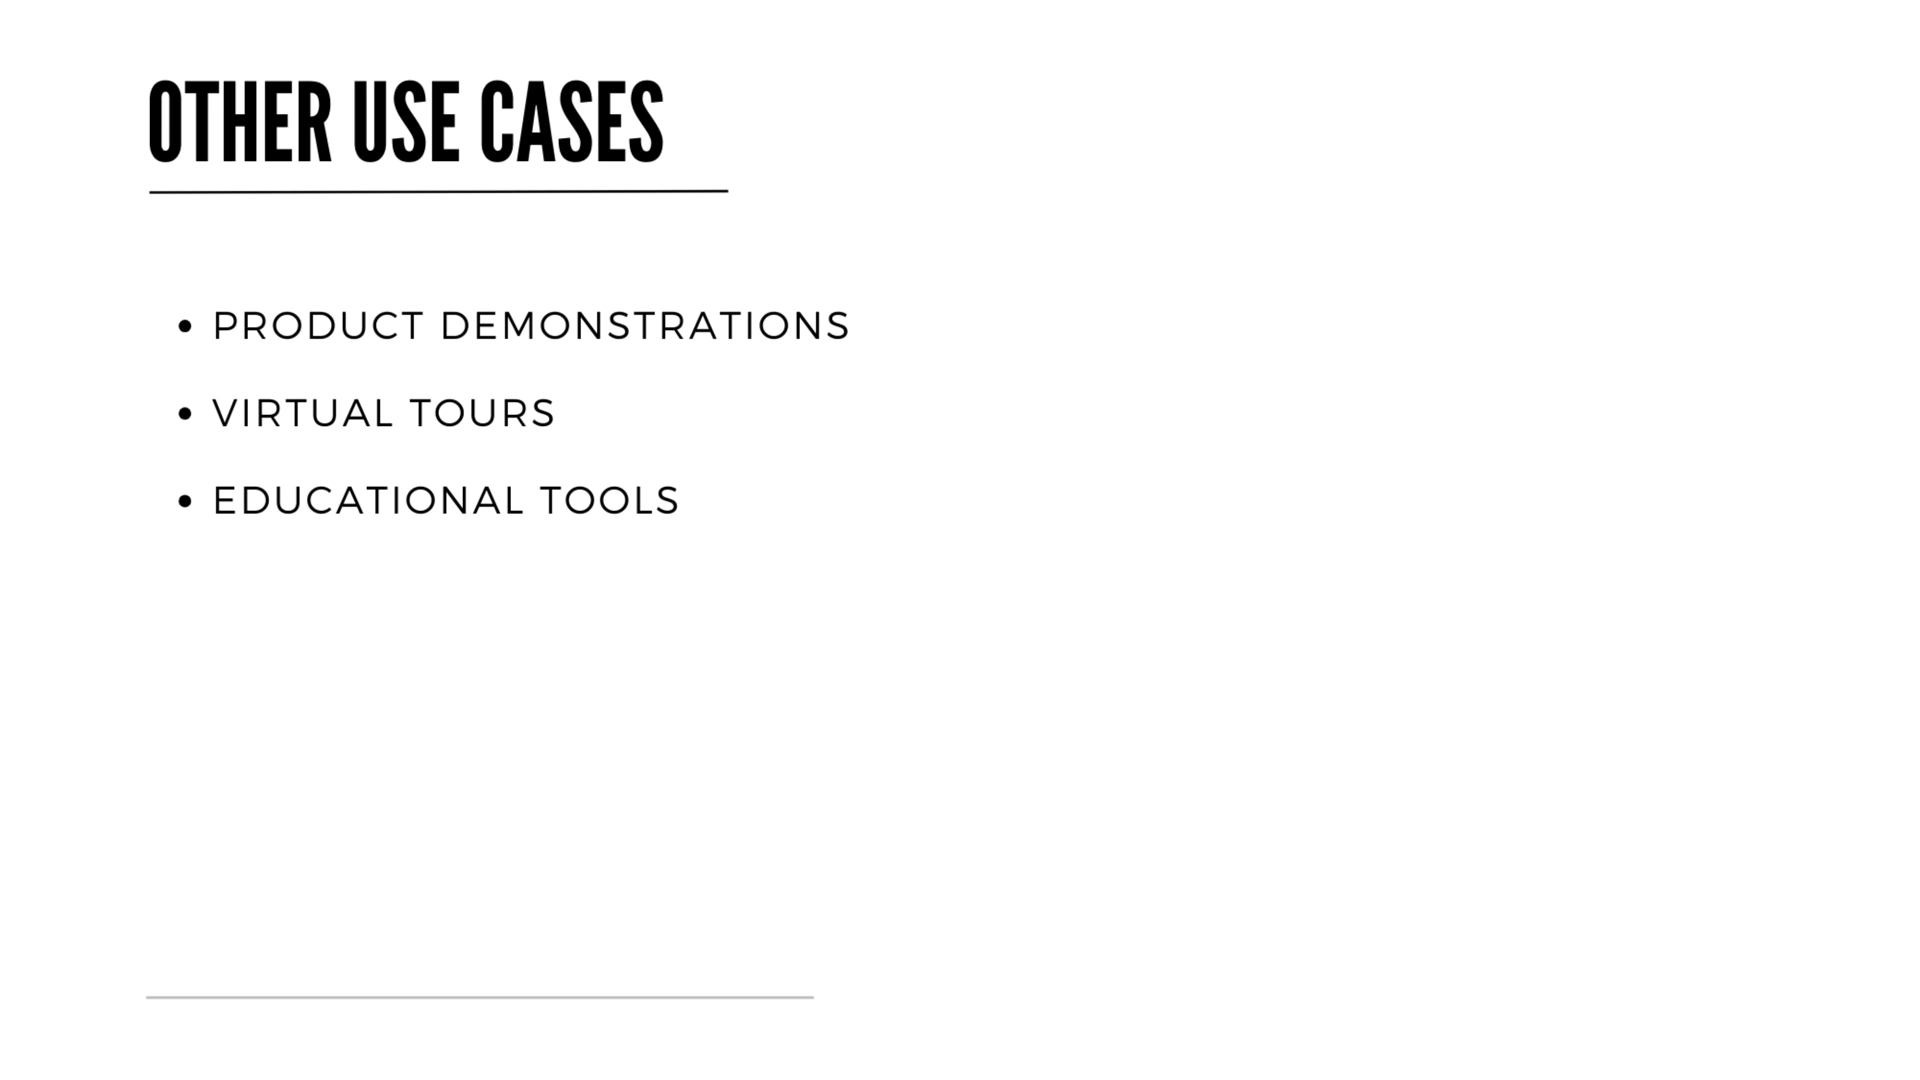 OTHER USE CASES
• PRODUCT DEMONSTRATIONS
• VIRTUAL TOURS
• EDUCATIONAL TOOLS